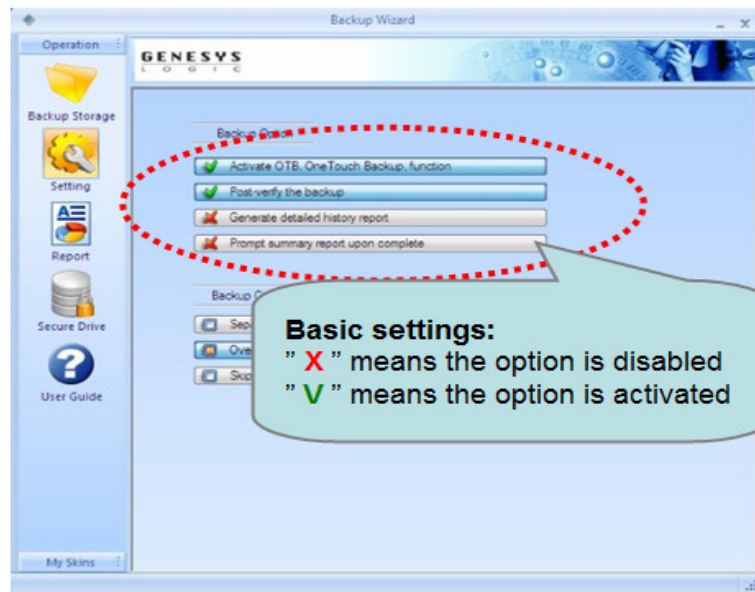 Backup Wizard
Operation
GENESYS
LOGIC
Backup Storage
Setting
Report
Secure Drive
User Guide
My Skins
Backup Option
Activate OTB, OneTouch Backup, function
Post-verify the backup
Generate detailed history report
Prompt summary report upon complete
Backup
Basic settings:
" X " means the option is disabled
" V " means the option is activated